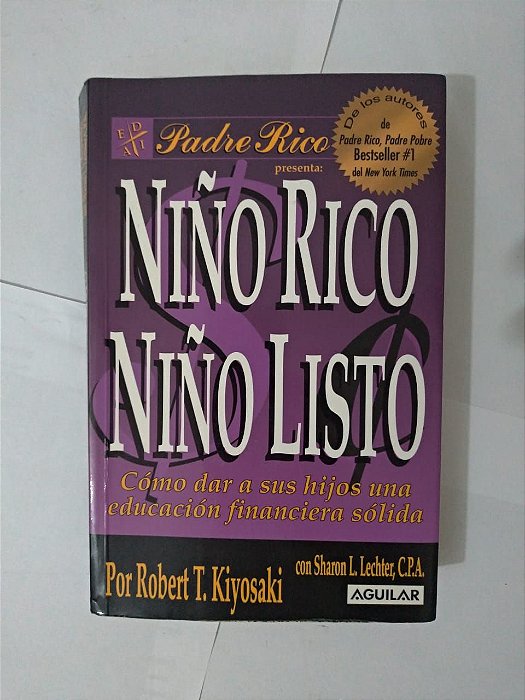 E D
A I
Padre Rico
presenta:
De los autores
de
Padre Rico, Padre Pobre
Bestseller #1
del New York Times
NIÑO RICO
NIÑO LISTO
Cómo dar a sus hijos una
educación financiera sólida
Por Robert T. Kiyosaki
con Sharon L. Lechter, C.P.A.
AGUILAR